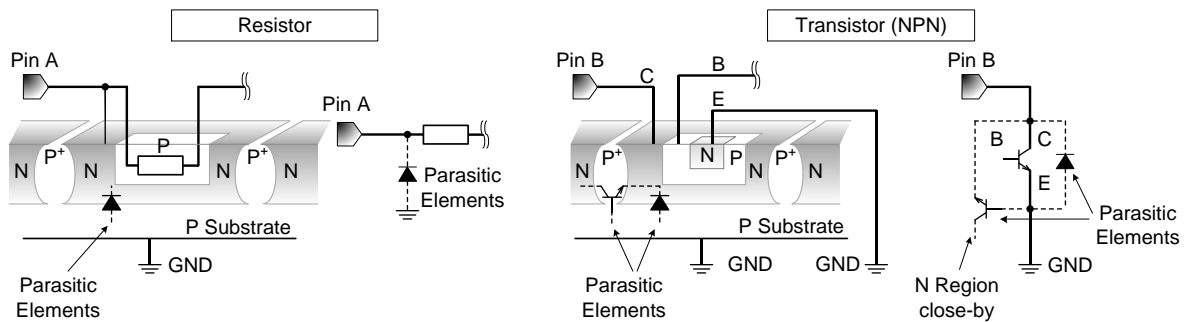 Resistor
Transistor (NPN)
Pin A
Pin A
N
P+
N
P
N
P+
N
Parasitic
Elements
P Substrate
GND
Parasitic
Elements
Pin B
C
B
E
N
P+
N
N
P
N
P+
N
P Substrate
GND
GND
Parasitic
Elements
Pin B
B
C
E
Parasitic
Elements
GND
N Region
close-by